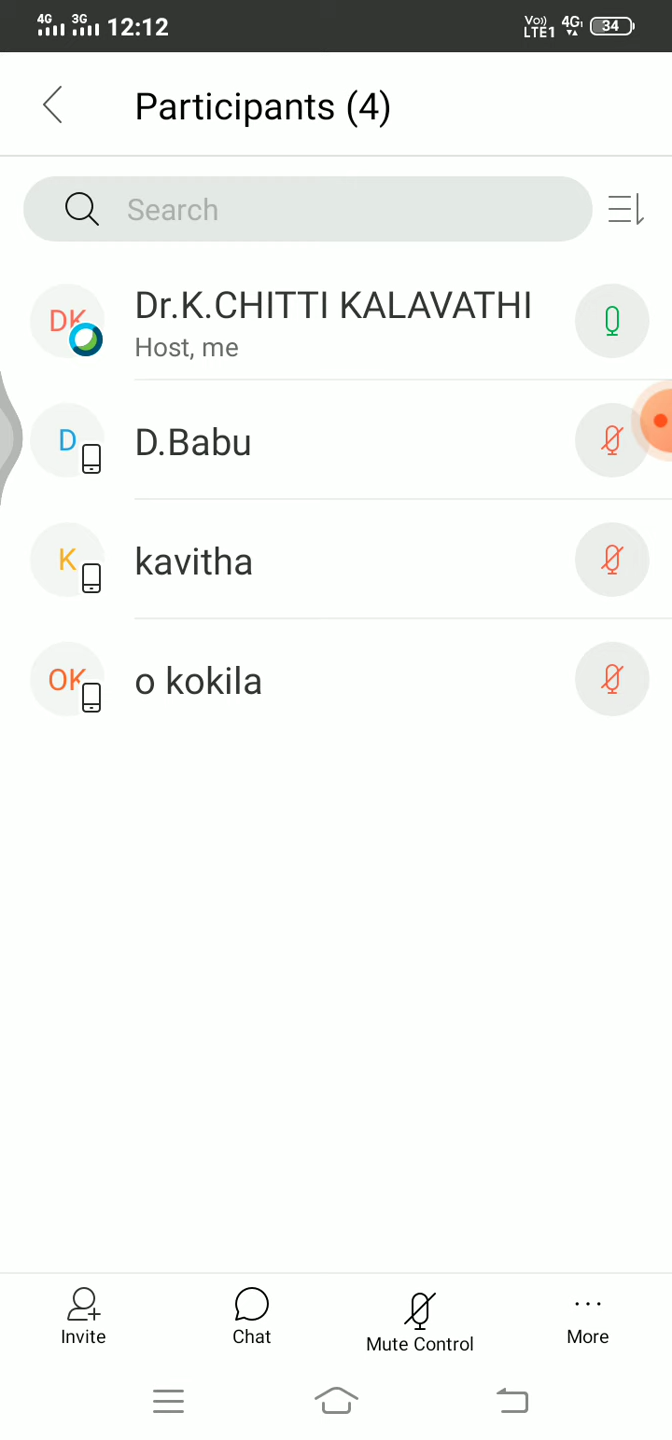 4G 3G 12:12 Vo)) LTE1 4G 34
Participants (4)
Search
DK Dr.K.CHITTI KALAVATHI
Host, me
D D.Babu
K kavitha
OK o kokila
Invite Chat Mute Control More